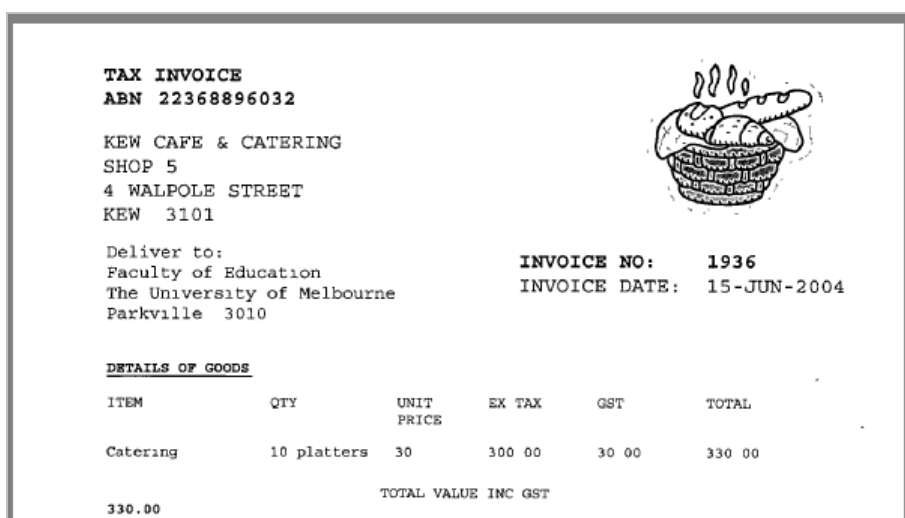 TAX INVOICE
ABN 22368896032
KEW CAFE & CATERING
SHOP 5
4 WALPOLE STREET
KEW 3101
Deliver to:
Faculty of Education
The University of Melbourne
Parkville 3010
INVOICE NO: 1936
INVOICE DATE: 15-JUN-2004
DETAILS OF GOODS
ITEM QTY UNIT PRICE EX TAX GST TOTAL
Catering 10 platters 30 300 00 30 00 330 00
TOTAL VALUE INC GST
330.00